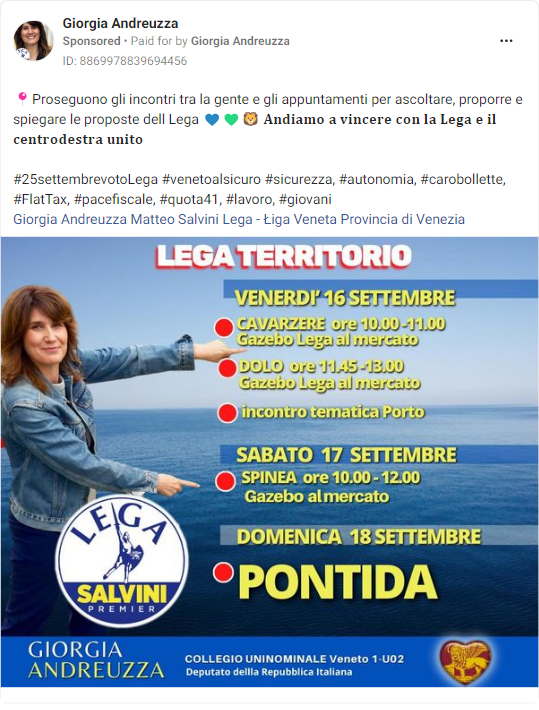 Giorgia Andreuzza
Sponsored • Paid for by Giorgia Andreuzza
ID: 8869978839694456
📍 Proseguono gli incontri tra la gente e gli appuntamenti per ascoltare, proporre e
spiegare le proposte dell Lega 💙 💚 🦁 Andiamo a vincere con la Lega e il
centrodestra unito
#25settembrevotoLega #venetoalsicuro #sicurezza, #autonomia, #carobollette,
#FlatTax, #pacefiscale, #quota41, #lavoro, #giovani
Giorgia Andreuzza Matteo Salvini Lega - Łiga Veneta Provincia di Venezia
LEGA TERRITORIO
VENERDI' 16 SETTEMBRE
CAVARZERE ore 10.00 -11.00
Gazebo Lega al mercato
DOLO ore 11.45 -13.00
Gazebo Lega al mercato
incontro tematica Porto
SABATO 17 SETTEMBRE
SPINEA ore 10.00 - 12.00
Gazebo al mercato
DOMENICA 18 SETTEMBRE
PONTIDA
LEGA
SALVINI
PREMIER
GIORGIA
ANDREUZZA
COLLEGIO UNINOMINALE Veneto 1-U02
Deputato dellla Repubblica Italiana